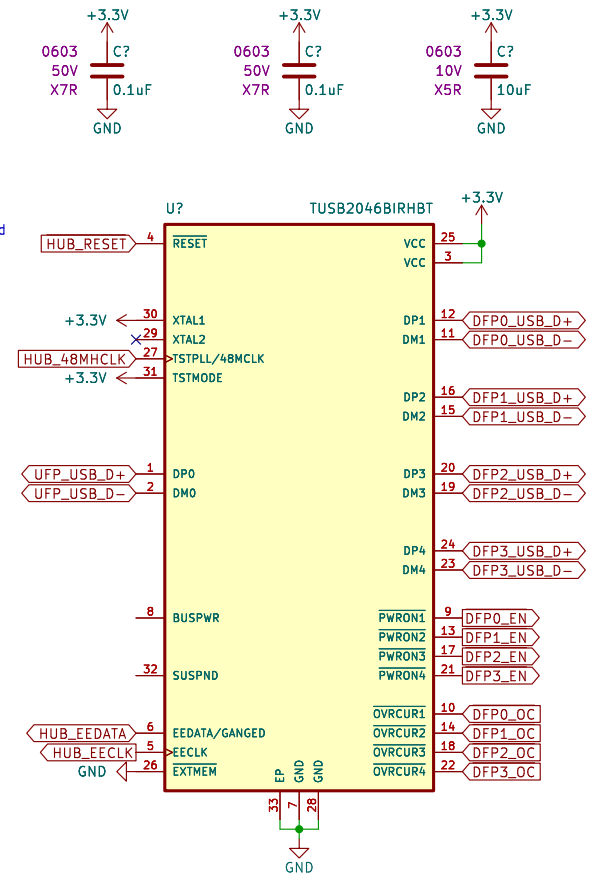 +3.3V +3.3V +3.3V
0603 C? 0603 C? 0603 C?
50V 50V 10V
X7R 0.1uF X7R 0.1uF X5R 10uF
GND GND GND
+3.3V
U? TUSB2046BIRHBT
d
HUB_RESET 4 RESET VCC 25
VCC 3
+3.3V 30 XTAL1 DP1 12 DFP0_USB_D+
29 XTAL2 DM1 11 DFP0_USB_D-
HUB_48MHCLK 27 TSTPLL/48MCLK
+3.3V 31 TSTMODE
DP2 16 DFP1_USB_D+
DM2 15 DFP1_USB_D-
UFP_USB_D+ 1 DP0 DP3 20 DFP2_USB_D+
UFP_USB_D- 2 DM0 DM3 19 DFP2_USB_D-
DP4 24 DFP3_USB_D+
DM4 23 DFP3_USB_D-
8 BUSPWR PWRON1 9 DFP0_EN
PWRON2 13 DFP1_EN
PWRON3 17 DFP2_EN
32 SUSPND PWRON4 21 DFP3_EN
OVRCUR1 10 DFP0_OC
HUB_EEDATA 6 EEDATA/GANGED OVRCUR2 14 DFP1_OC
HUB_EECLK 5 EECLK OVRCUR3 18 DFP2_OC
GND 26 EXTMEM OVRCUR4 22 DFP3_OC
EP GND GND
33 7 28
GND